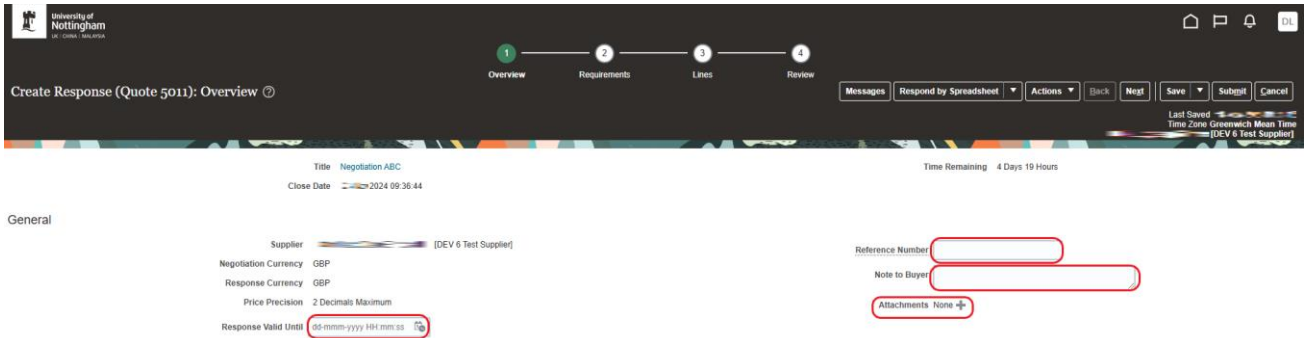 University of
Nottingham
UK | CHINA | MALAYSIA
DL
1 2 3 4
Overview Requirements Lines Review
Create Response (Quote 5011): Overview
Messages Respond by Spreadsheet Actions Back Next Save Submit Cancel
Last Saved
Time Zone Greenwich Mean Time
[DEV 6 Test Supplier]
Title Negotiation ABC Time Remaining 4 Days 19 Hours
Close Date 2024 09:36:44
General
Supplier [DEV 6 Test Supplier] Reference Number
Negotiation Currency GBP
Note to Buyer
Response Currency GBP
Price Precision 2 Decimals Maximum Attachments None
Response Valid Until dd-mmm-yyyy HH:mm:ss